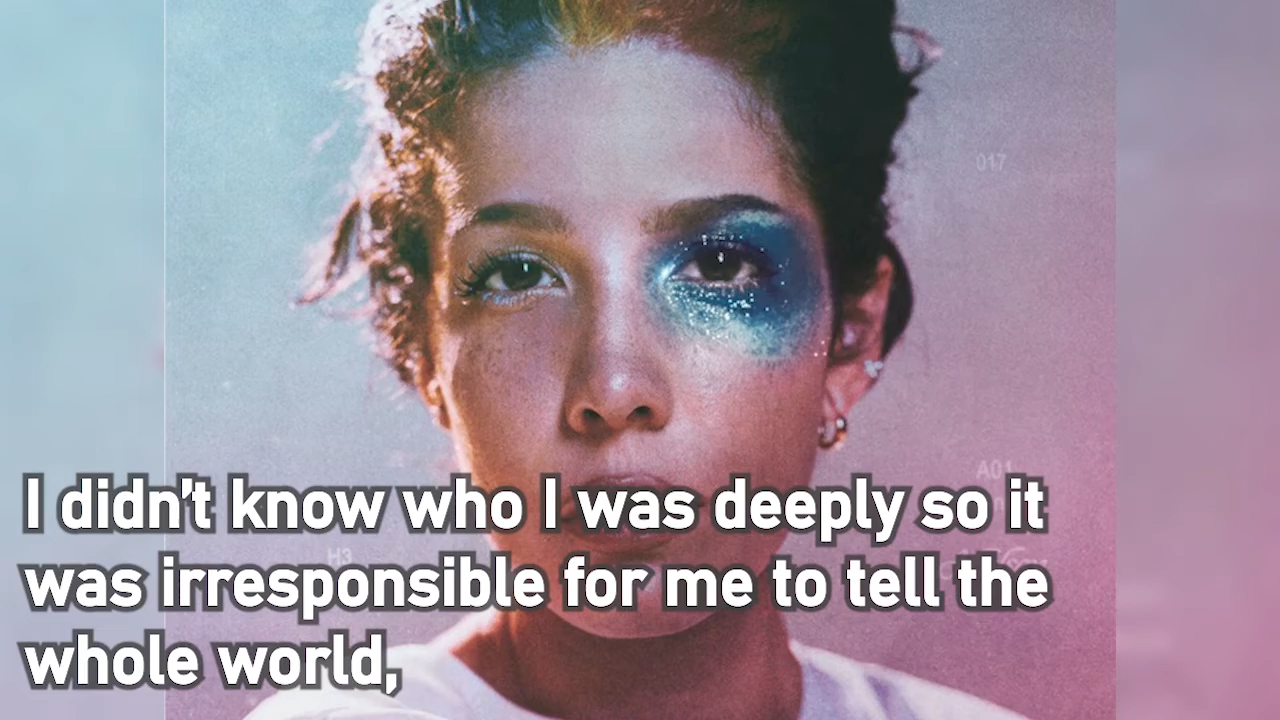 017
A01
I didn't know who I was deeply so it
H3
was irresponsible for me to tell the
whole world,